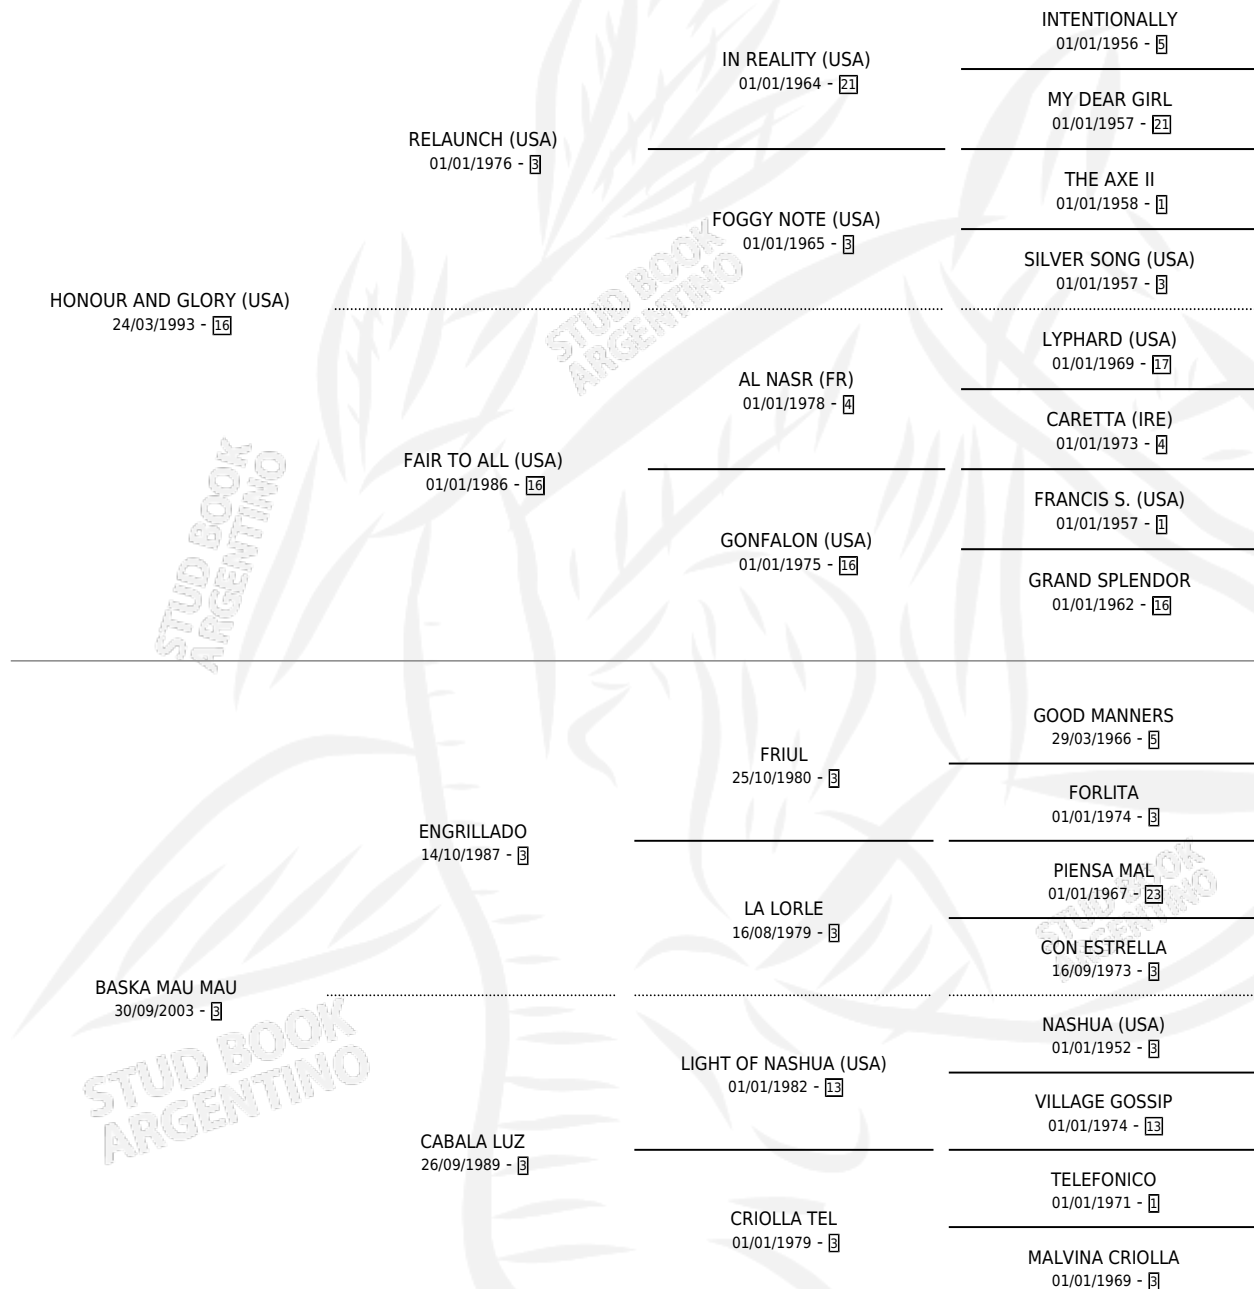 INTENTIONALLY
01/01/1956 - 5
IN REALITY (USA)
01/01/1964 - 21
MY DEAR GIRL
01/01/1957 - 21
RELAUNCH (USA)
01/01/1976 - 3
THE AXE II
01/01/1958 - 1
FOGGY NOTE (USA)
01/01/1965 - 3
SILVER SONG (USA)
01/01/1957 - 3
HONOUR AND GLORY (USA)
24/03/1993 - 16
LYPHARD (USA)
01/01/1969 - 17
AL NASR (FR)
01/01/1978 - 4
CARETTA (IRE)
01/01/1973 - 4
FAIR TO ALL (USA)
01/01/1986 - 16
FRANCIS S. (USA)
01/01/1957 - 1
GONFALON (USA)
01/01/1975 - 16
GRAND SPLENDOR
01/01/1962 - 16
GOOD MANNERS
29/03/1966 - 5
FRIUL
25/10/1980 - 3
FORLITA
01/01/1974 - 3
ENGRILLADO
14/10/1987 - 3
PIENSA MAL
01/01/1967 - 23
LA LORLE
16/08/1979 - 3
CON ESTRELLA
16/09/1973 - 3
BASKA MAU MAU
30/09/2003 - 3
NASHUA (USA)
01/01/1952 - 3
LIGHT OF NASHUA (USA)
01/01/1982 - 13
VILLAGE GOSSIP
01/01/1974 - 13
CABALA LUZ
26/09/1989 - 3
TELEFONICO
01/01/1971 - 1
CRIOLLA TEL
01/01/1979 - 3
MALVINA CRIOLLA
01/01/1969 - 3
STUD BOOK
ARGENTINO
STUD BOOK
ARGENTINO
STUD BOOK
ARGENTINO
STUD BOOK
ARGENTINO